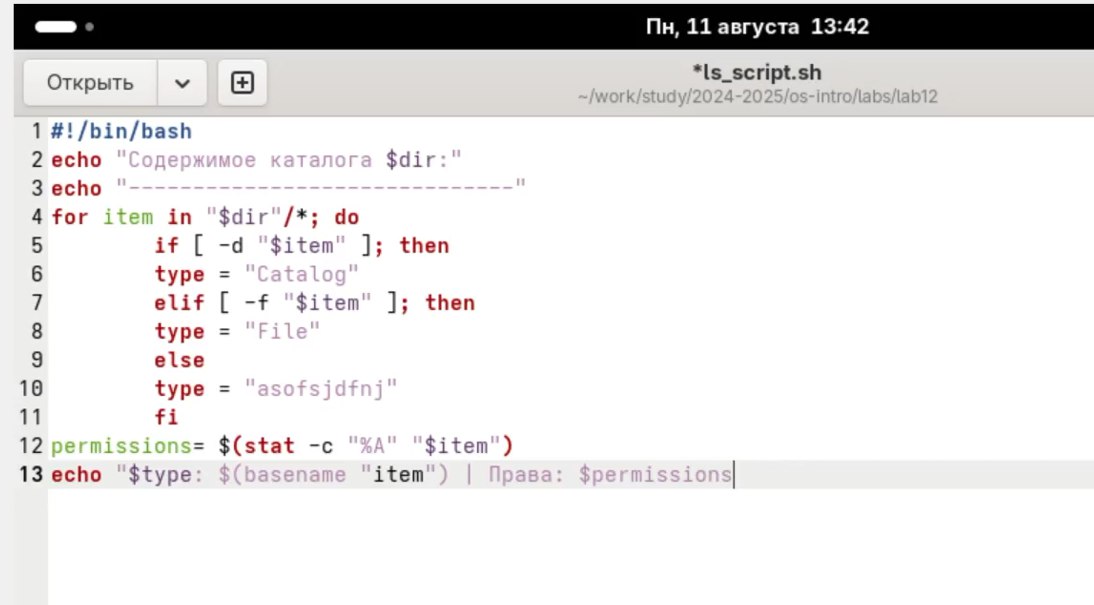 Пн, 11 августа 13:42
Открыть
*ls_script.sh
~/work/study/2024-2025/os-intro/labs/lab12
1 #!/bin/bash
2 echo "Содержимое каталога $dir:"
3 echo "------------------------------"
4 for item in "$dir"/*; do
5         if [ -d "$item" ]; then
6         type = "Catalog"
7         elif [ -f "$item" ]; then
8         type = "File"
9         else
10         type = "asofsjdfnj"
11         fi
12 permissions= $(stat -c "%A" "$item")
13 echo "$type: $(basename "item") | Права: $permissions